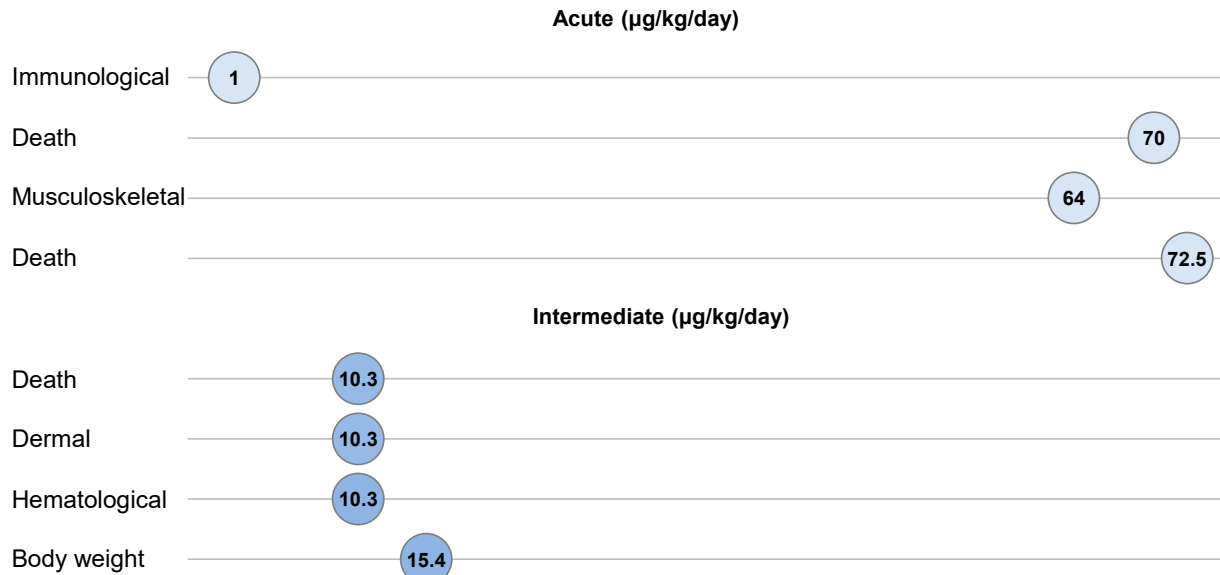 Acute (µg/kg/day)
Immunological 1
Death 70
Musculoskeletal 64
Death 72.5
Intermediate (µg/kg/day)
Death 10.3
Dermal 10.3
Hematological 10.3
Body weight 15.4